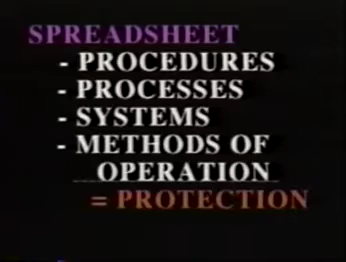 SPREADSHEET
- PROCEDURES
- PROCESSES
- SYSTEMS
- METHODS OF
OPERATION
= PROTECTION